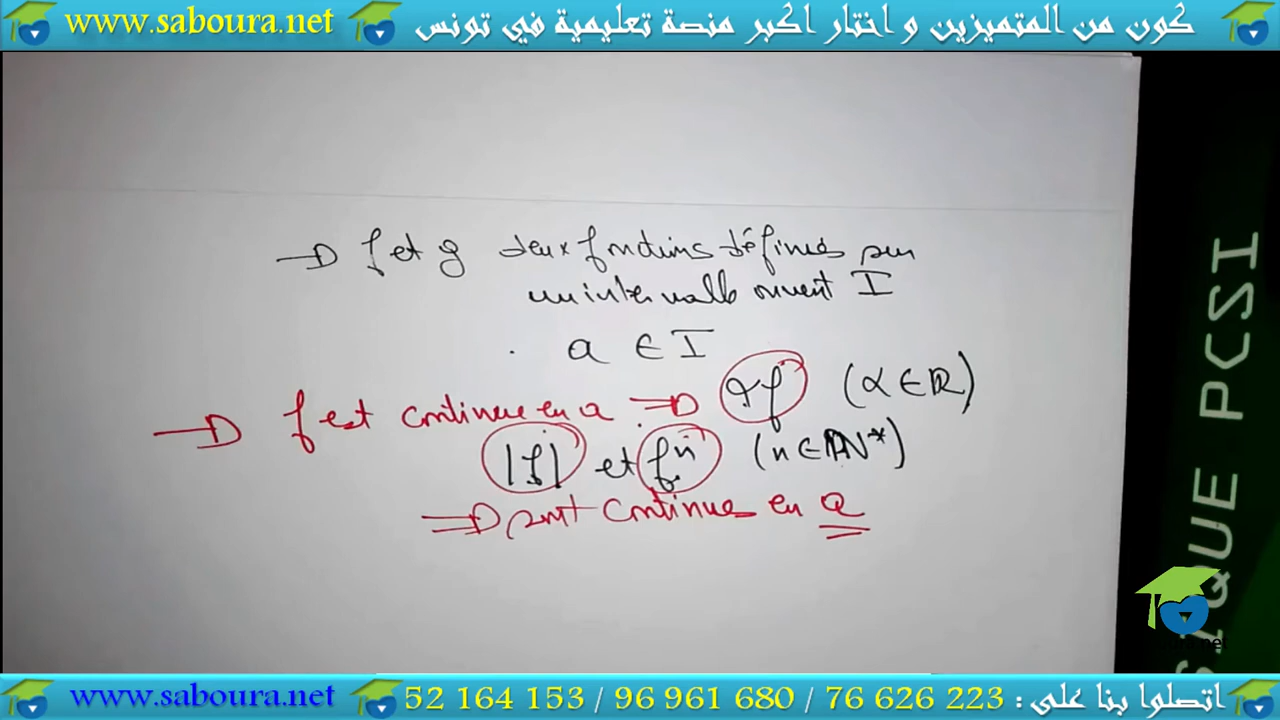 www.saboura.net كون من المتميزين و اختار اكبر منصة تعليمية في تونس
→ f et g deux fonctions définies sur
un intervalle ouvert I
a ∈ I
→ f est continue en a ⇒ αf (α ∈ ℝ)
|f| et fⁿ (n ∈ ℕ*)
⇒ sont continues en a
SIQUE PCSI
www.saboura.net 52 164 153 / 96 961 680 / 76 626 223 : اتصلوا بنا على